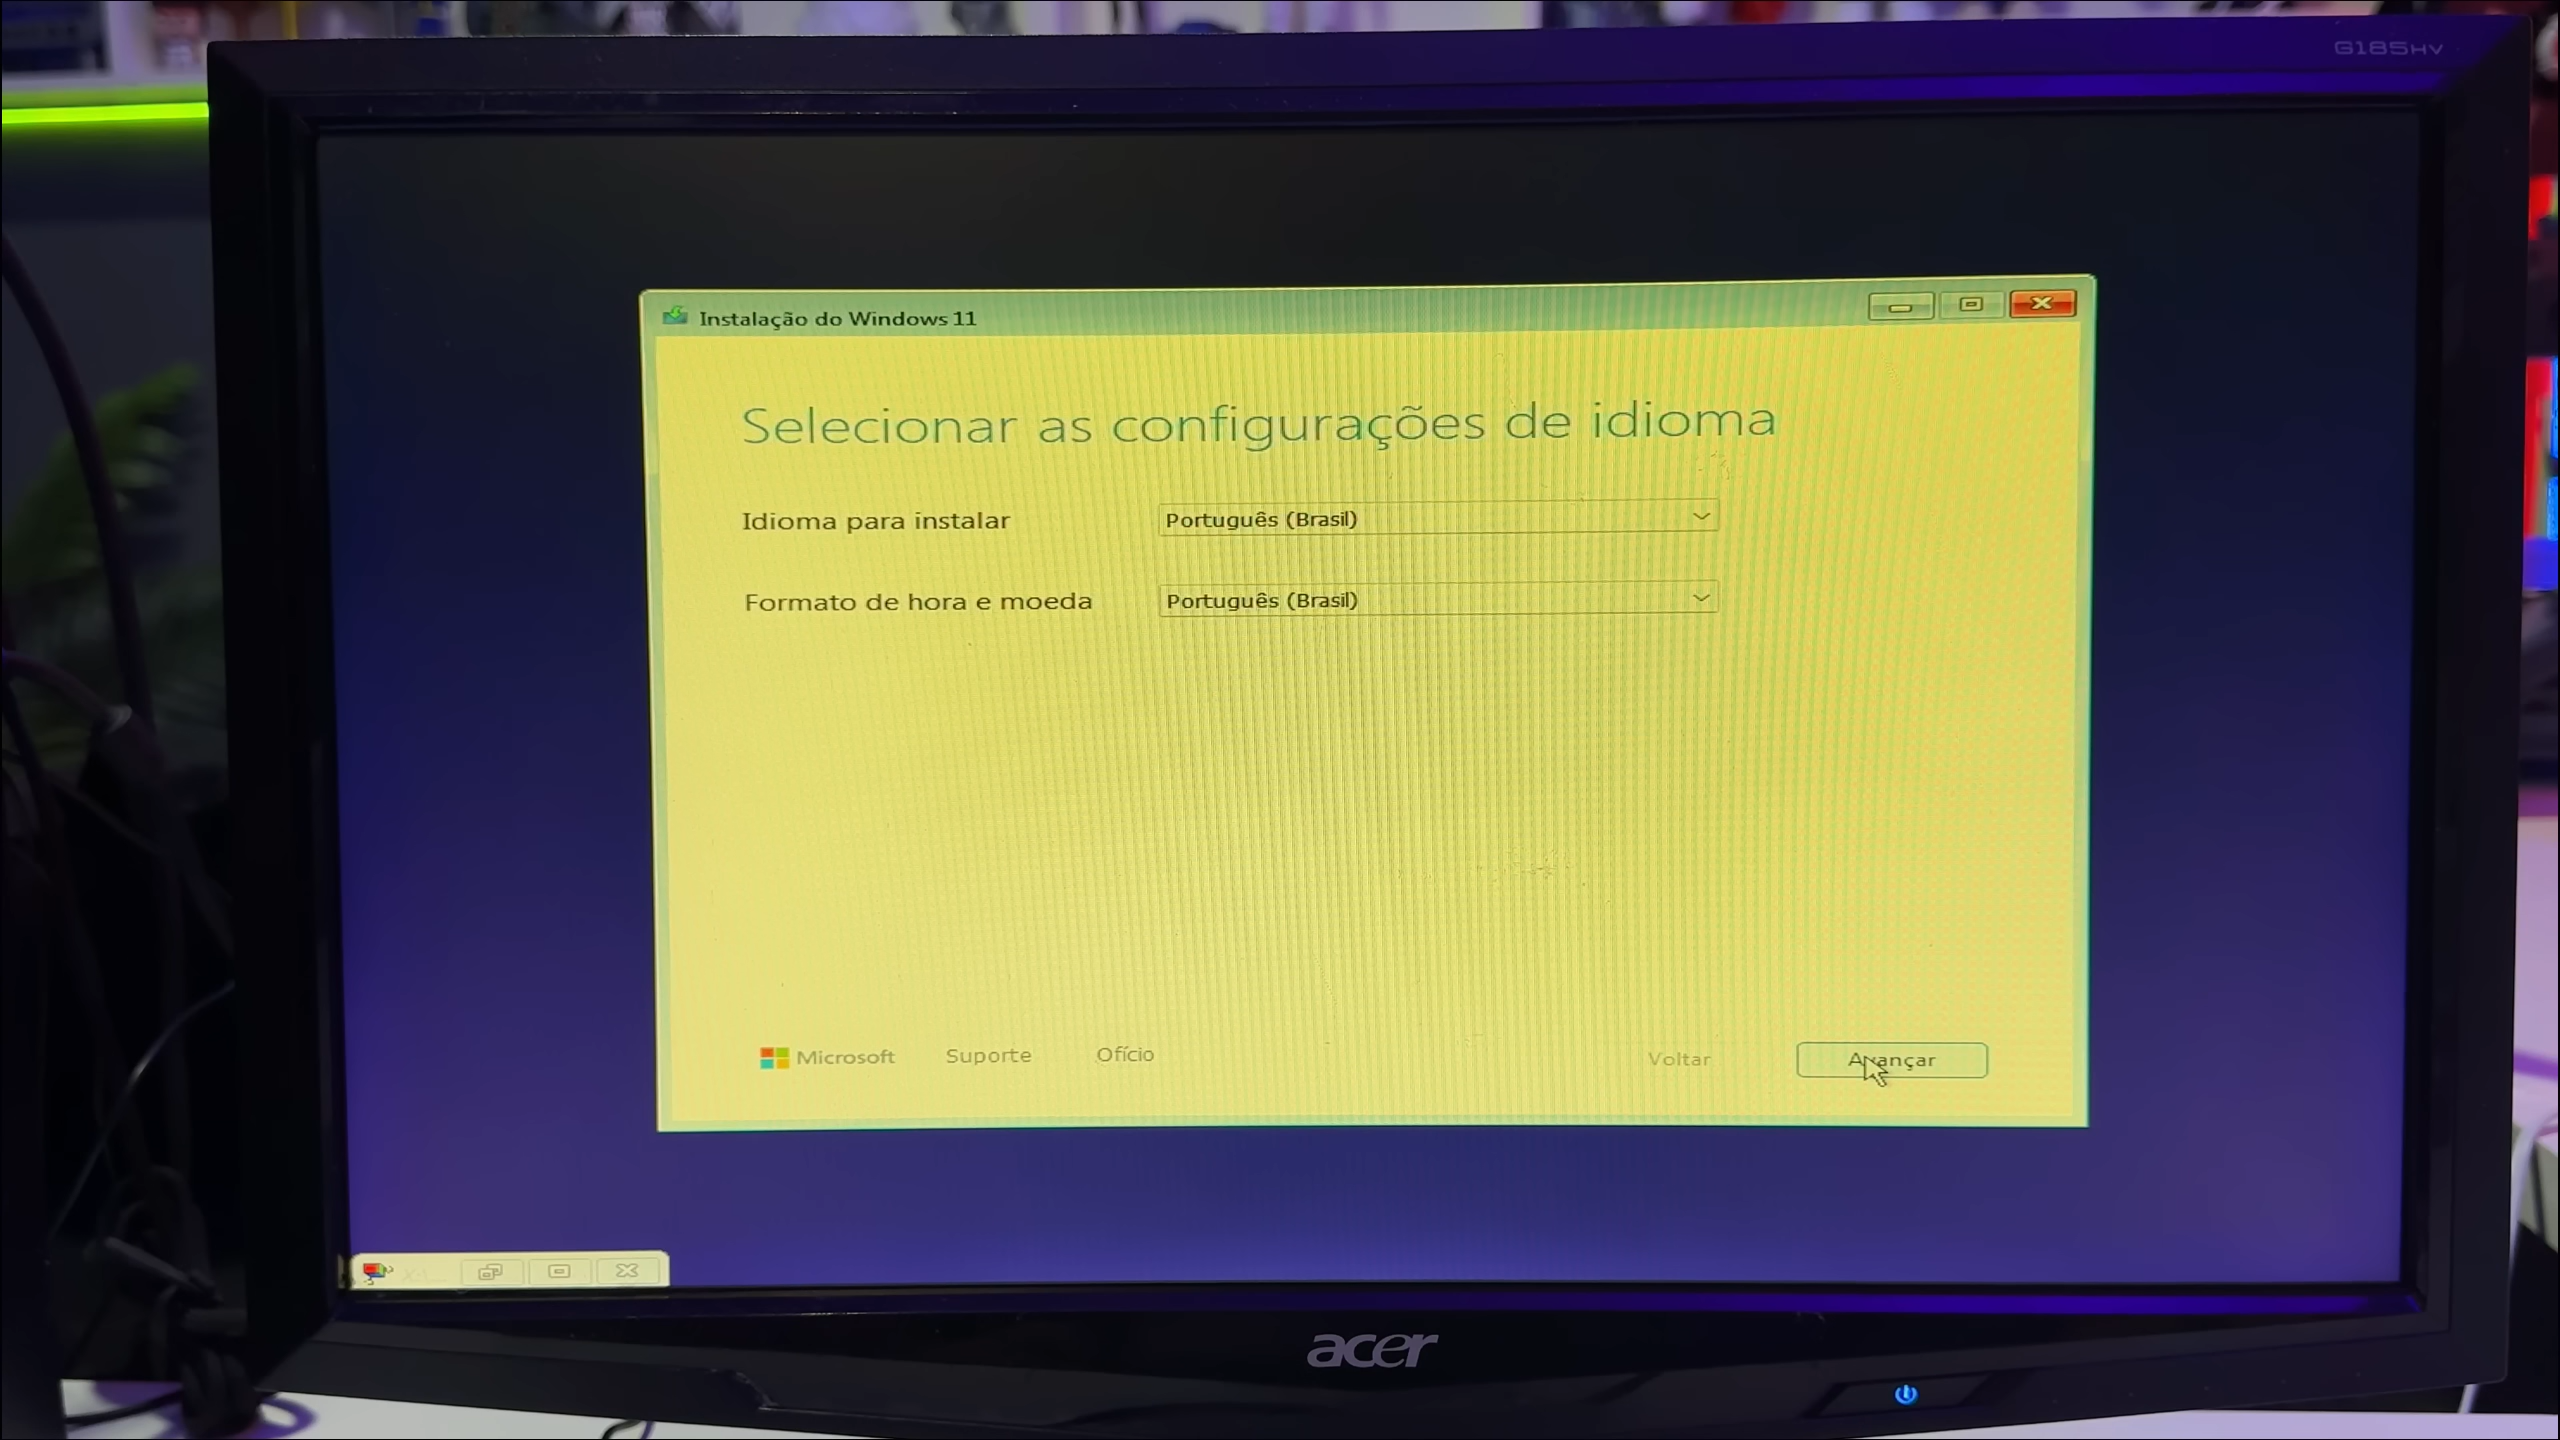 G185HV
Instalação do Windows 11
Selecionar as configurações de idioma
Idioma para instalar
Português (Brasil)
Formato de hora e moeda
Português (Brasil)
Microsoft
Suporte
Ofício
Voltar
Avançar
acer